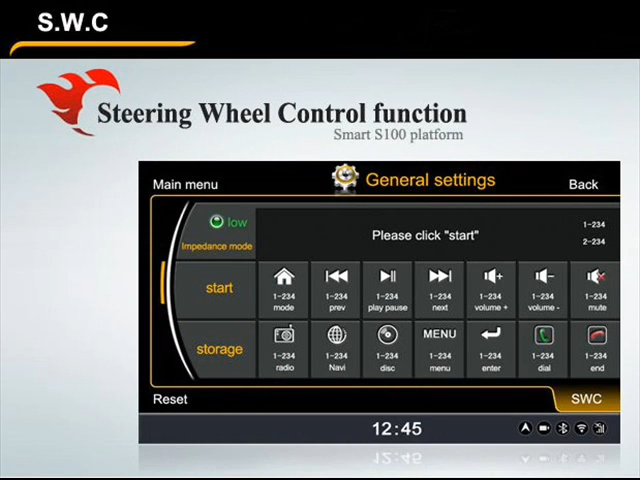 S.W.C
Steering Wheel Control function
Smart S100 platform
Main menu
General settings
Back
low
Impedance mode
Please click "start"
1-234
2-234
start
1-234 1-234 1-234 1-234 1-234 1-234 1-234
mode prev play pause next volume + volume - mute
storage
MENU
1-234 1-234 1-234 1-234 1-234 1-234 1-234
radio Navi disc menu enter dial end
Reset
SWC
12:45